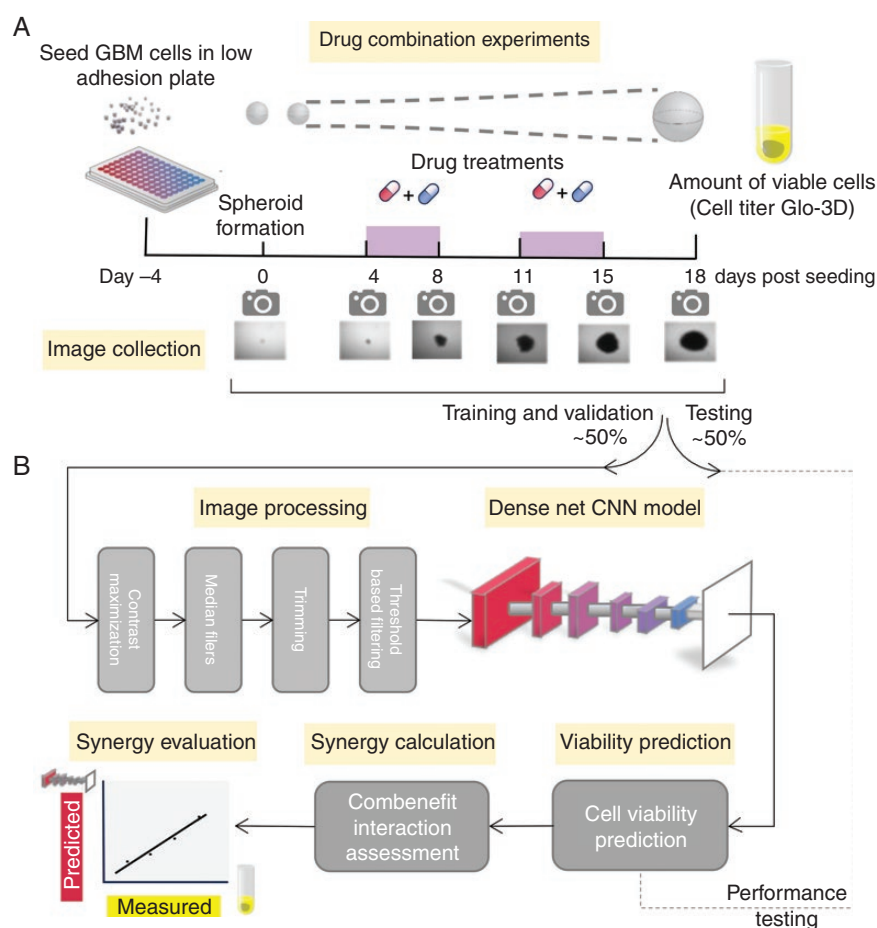 A
Seed GBM cells in low
adhesion plate
Drug combination experiments
Drug treatments
+
+
Spheroid
formation
Amount of viable cells
(Cell titer Glo-3D)
Day –4
0
4
8
11
15
18
days post seeding
Image collection
Training and validation
~50%
Testing
~50%
B
Image processing
Dense net CNN model
Contrast
maximization
Median filers
Trimming
Threshold
based filtering
Synergy evaluation
Synergy calculation
Viability prediction
Predicted
Measured
Combenefit
interaction
assessment
Cell viability
prediction
Performance
testing